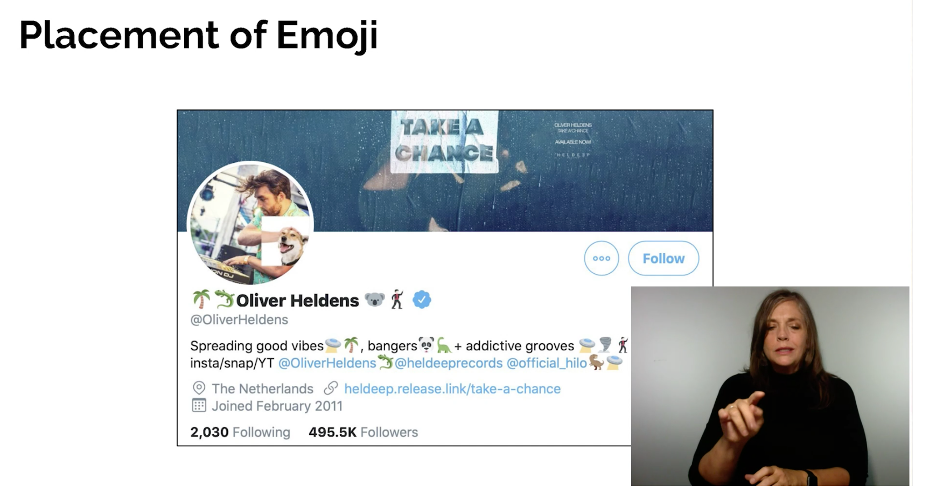 Placement of Emoji
TAKE A
CHANCE
OLIVER HELDENS
TAKE A CHANCE
AVAILABLE NOW!
HELDEEP
🌴🦎Oliver Heldens 🐨🕺
@OliverHeldens
Follow
Spreading good vibes🥏🌴, bangers🐼🦕+ addictive grooves 🥏🌪🕺
insta/snap/YT @OliverHeldens🦎@heldeeprecords @official_hilo🦖🥏
The Netherlands heldeep.release.link/take-a-chance
Joined February 2011
2,030 Following 495.5K Followers